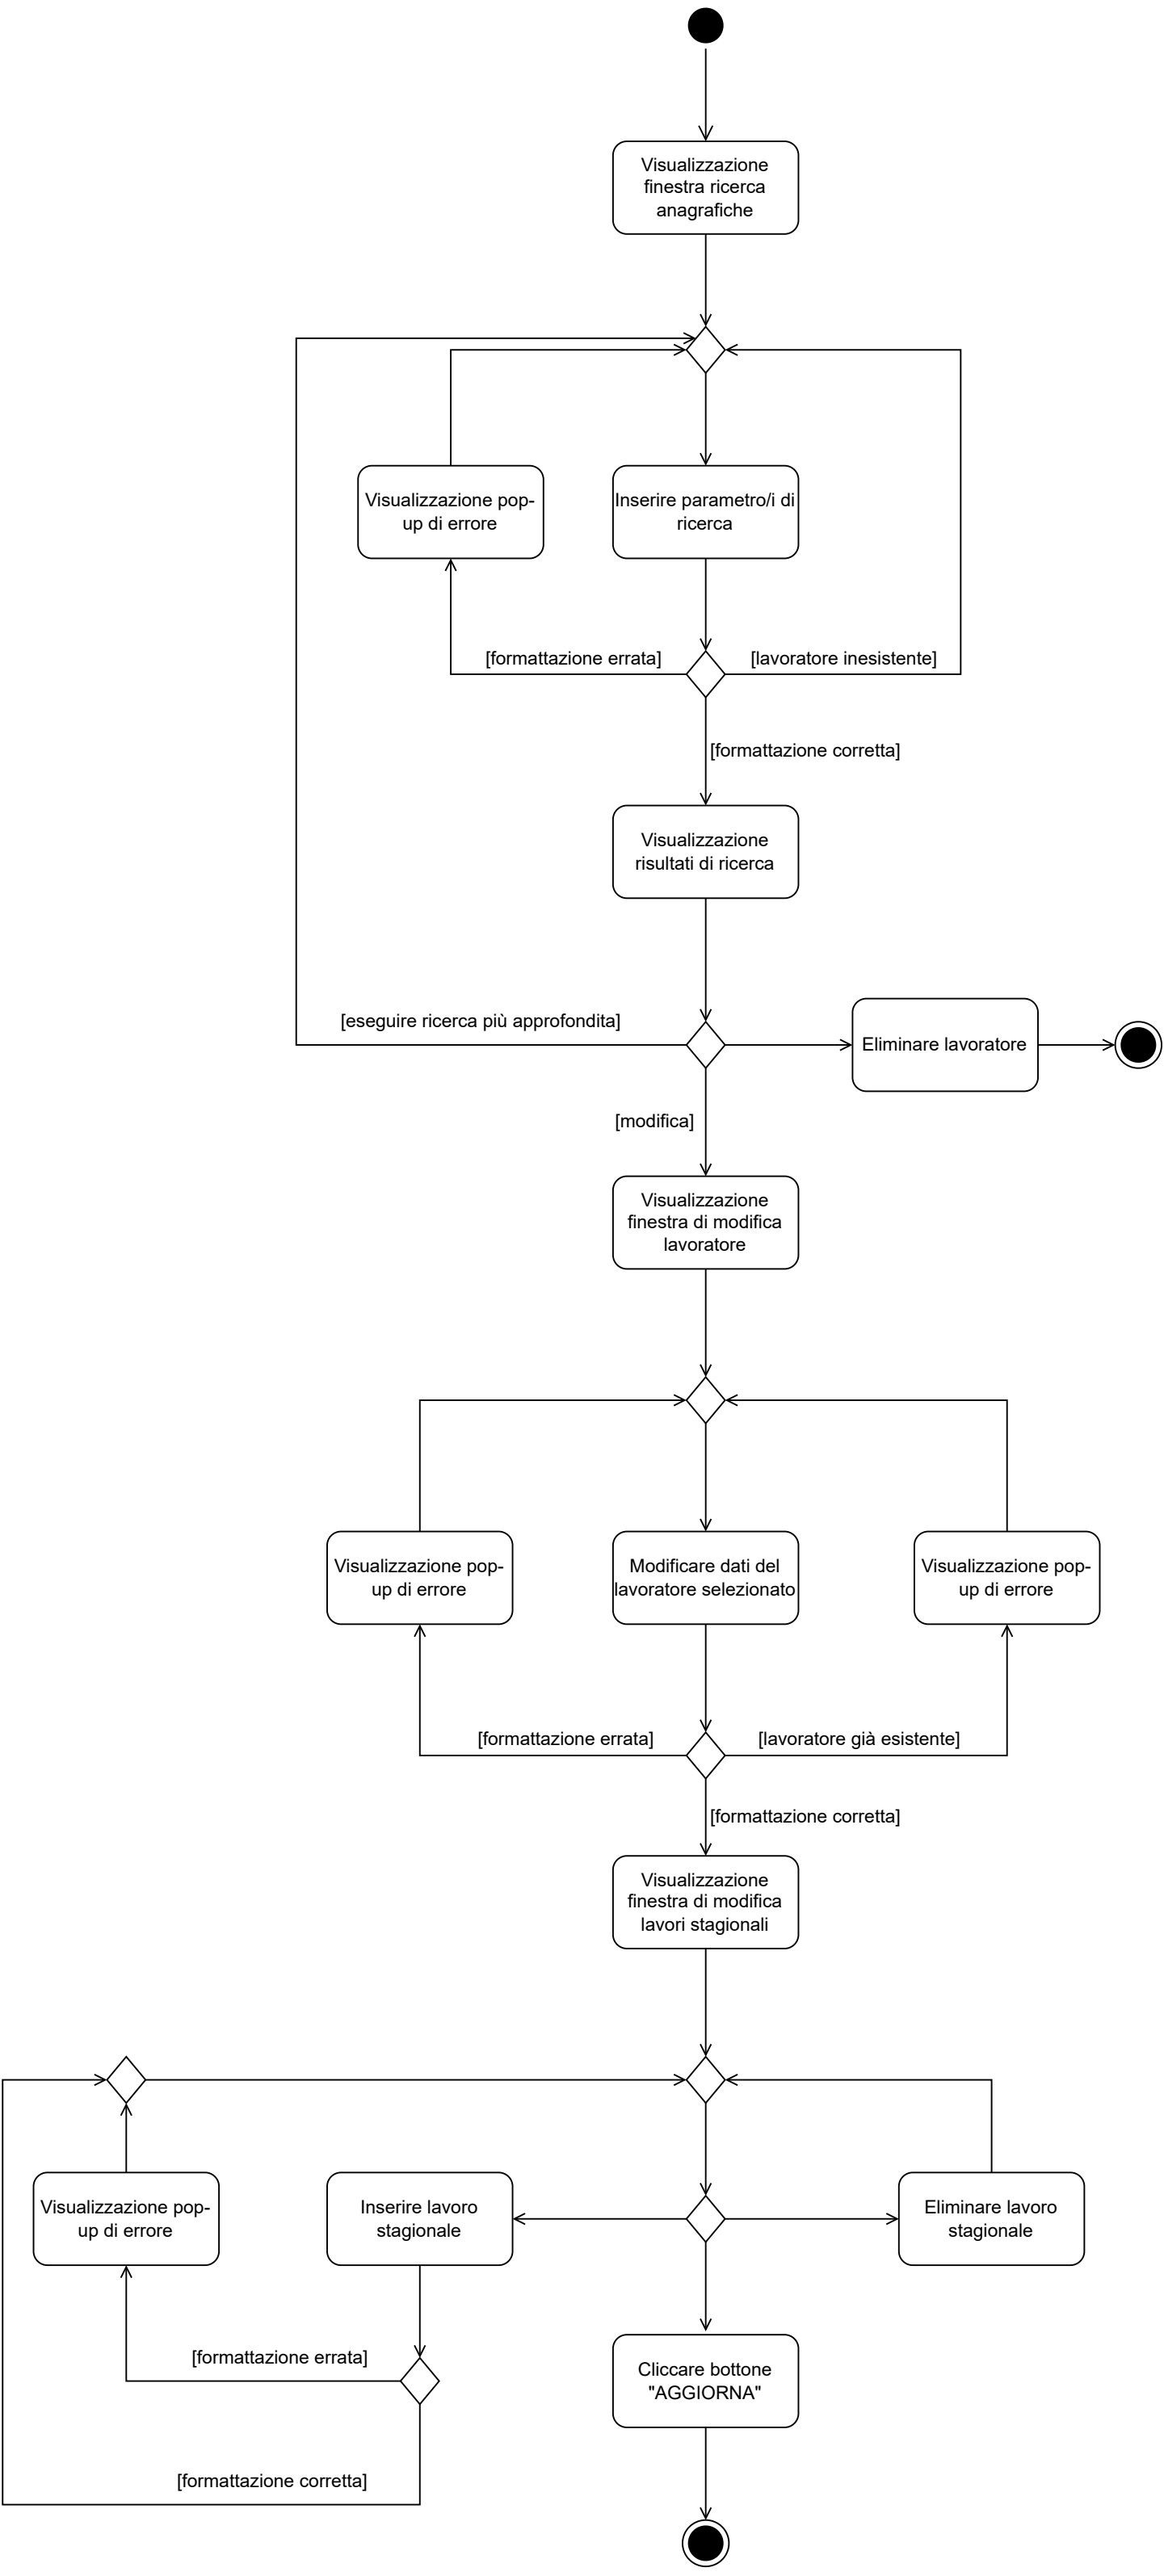 Visualizzazione
finestra ricerca
anagrafiche
Visualizzazione pop-
up di errore
Inserire parametro/i di
ricerca
[formattazione errata]
[lavoratore inesistente]
[formattazione corretta]
Visualizzazione
risultati di ricerca
[eseguire ricerca più approfondita]
Eliminare lavoratore
[modifica]
Visualizzazione
finestra di modifica
lavoratore
Visualizzazione pop-
up di errore
Modificare dati del
lavoratore selezionato
Visualizzazione pop-
up di errore
[formattazione errata]
[lavoratore già esistente]
[formattazione corretta]
Visualizzazione
finestra di modifica
lavori stagionali
Visualizzazione pop-
up di errore
Inserire lavoro
stagionale
Eliminare lavoro
stagionale
[formattazione errata]
Cliccare bottone
"AGGIORNA"
[formattazione corretta]